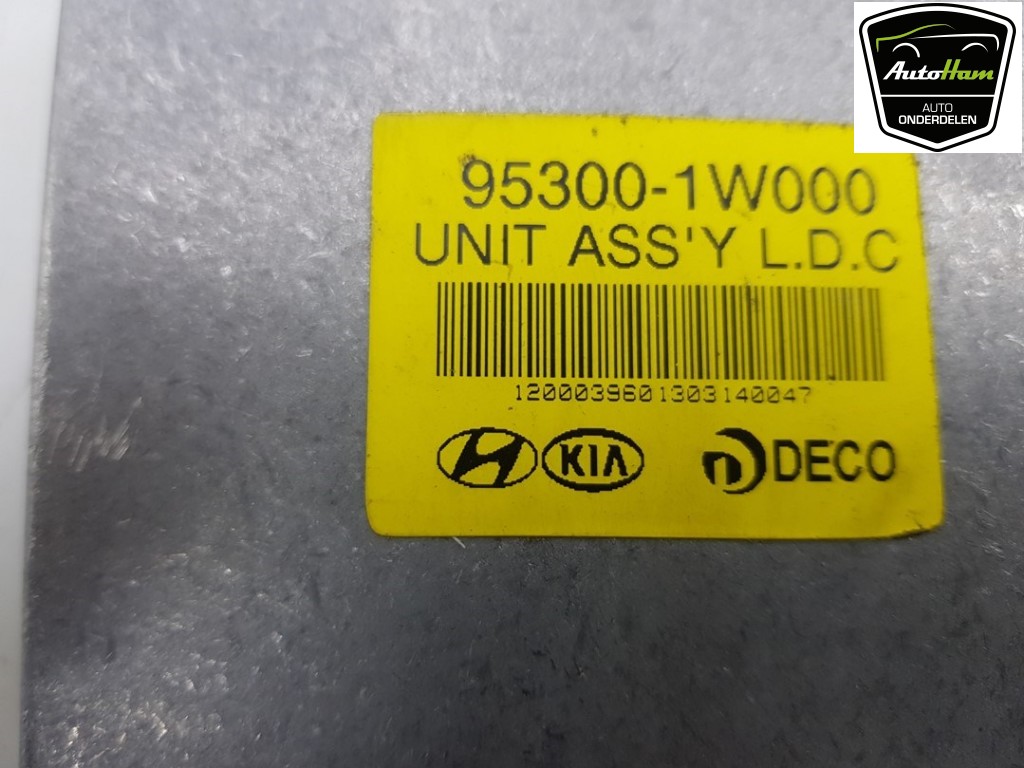 AutoHam
AUTO
ONDERDELEN
95300-1W000
UNIT ASS'Y L.D.C
1200039601303140047
KIA DECO